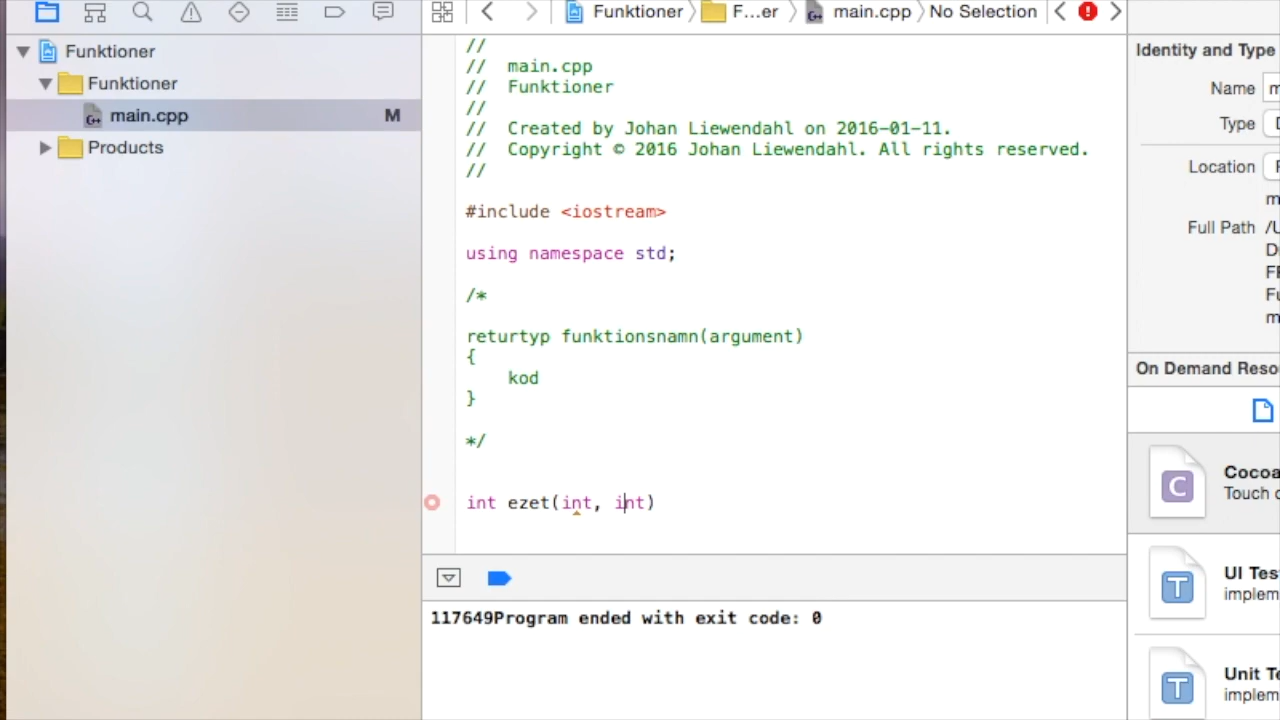 Funktioner 〉 F...er 〉 main.cpp 〉 No Selection
Funktioner
Funktioner
main.cpp M
Products
//
// main.cpp
// Funktioner
//
// Created by Johan Liewendahl on 2016-01-11.
// Copyright © 2016 Johan Liewendahl. All rights reserved.
//
#include <iostream>
using namespace std;
/*
returtyp funktionsnamn(argument)
{
kod
}
*/
int ezet(int, int)
117649Program ended with exit code: 0
Identity and Type
Name m
Type D
Location
m
Full Path /U
D
Fu
m
On Demand Reso
C Cocoa
Touch c
T UI Tes
implem
T Unit Te
implem